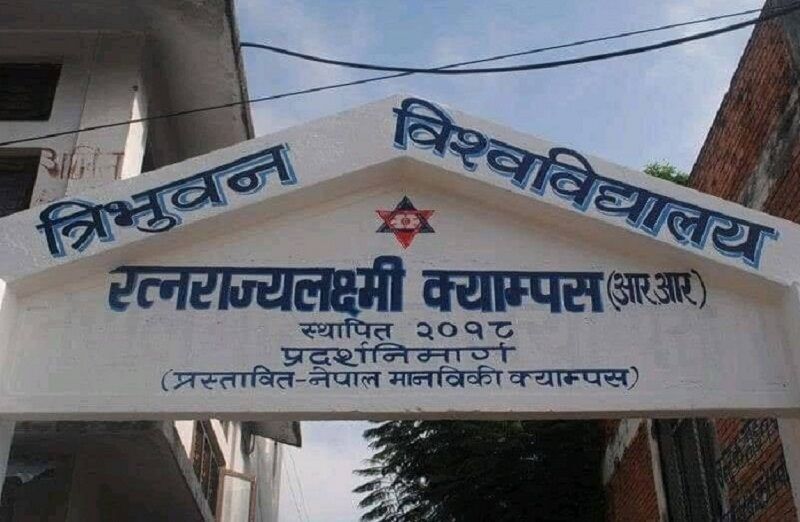 त्रिभुवन विश्वविद्यालय
रत्नराज्यलक्ष्मी क्याम्पस (आर.आर)
स्थापित २०१८
प्रदर्शनिमार्ग
(प्रस्तावित-नेपाल मानविकी क्याम्पस)